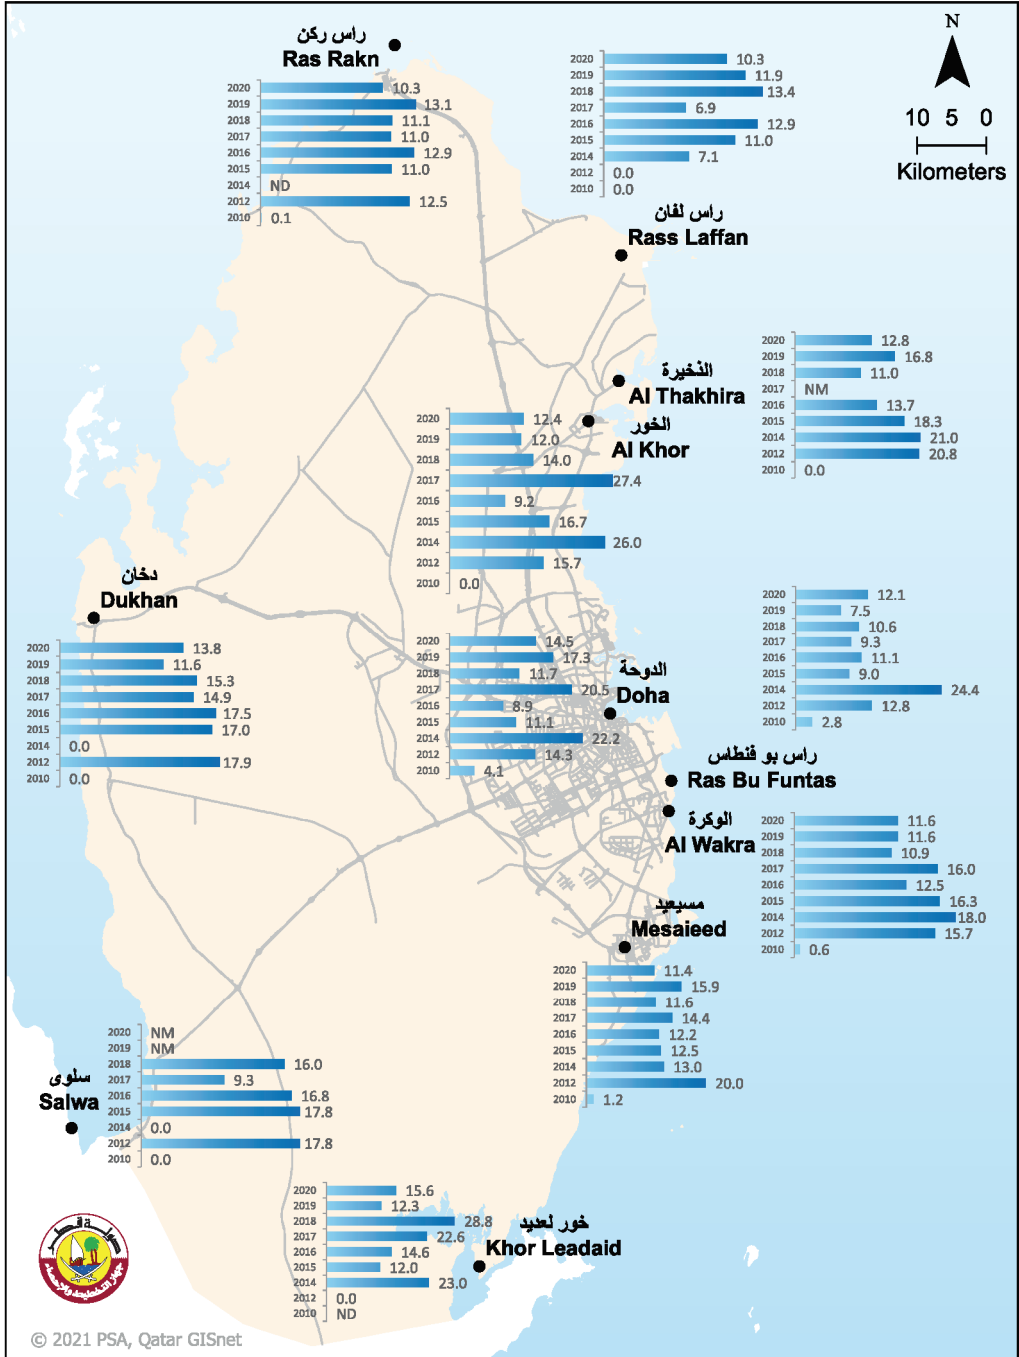 راس ركن
Ras Rakn
2020 10.3
2019 13.1
2018 11.1
2017 11.0
2016 12.9
2015 11.0
2014 ND
2012 12.5
2010 0.1
2020 10.3
2019 11.9
2018 13.4
2017 6.9
2016 12.9
2015 11.0
2014 7.1
2012 0.0
2010 0.0
N
10 5 0
Kilometers
راس لفان
Rass Laffan
الذخيرة
Al Thakhira
2020 12.8
2019 16.8
2018 11.0
2017 NM
2016 13.7
2015 18.3
2014 21.0
2012 20.8
2010 0.0
الخور
Al Khor
2020 12.4
2019 12.0
2018 14.0
2017 27.4
2016 9.2
2015 16.7
2014 26.0
2012 15.7
2010 0.0
دخان
Dukhan
2020 13.8
2019 11.6
2018 15.3
2017 14.9
2016 17.5
2015 17.0
2014 0.0
2012 17.9
2010 0.0
2020 14.5
2019 17.3
2018 11.7
2017 20.5
2016 8.9
2015 11.1
2014 22.2
2012 14.3
2010 4.1
الدوحة
Doha
2020 12.1
2019 7.5
2018 10.6
2017 9.3
2016 11.1
2015 9.0
2014 24.4
2012 12.8
2010 2.8
راس بو فنطاس
Ras Bu Funtas
الوكرة
Al Wakra
2020 11.6
2019 11.6
2018 10.9
2017 16.0
2016 12.5
2015 16.3
2014 18.0
2012 15.7
2010 0.6
مسيعيد
Mesaieed
2020 11.4
2019 15.9
2018 11.6
2017 14.4
2016 12.2
2015 12.5
2014 13.0
2012 20.0
2010 1.2
سلوى
Salwa
2020 NM
2019 NM
2018 16.0
2017 9.3
2016 16.8
2015 17.8
2014 0.0
2012 17.8
2010 0.0
2020 15.6
2019 12.3
2018 28.8
2017 22.6
2016 14.6
2015 12.0
2014 23.0
2012 0.0
2010 ND
خور لعديد
Khor Leadaid
دولة قطر
جهاز التخطيط والإحصاء
© 2021 PSA, Qatar GISnet